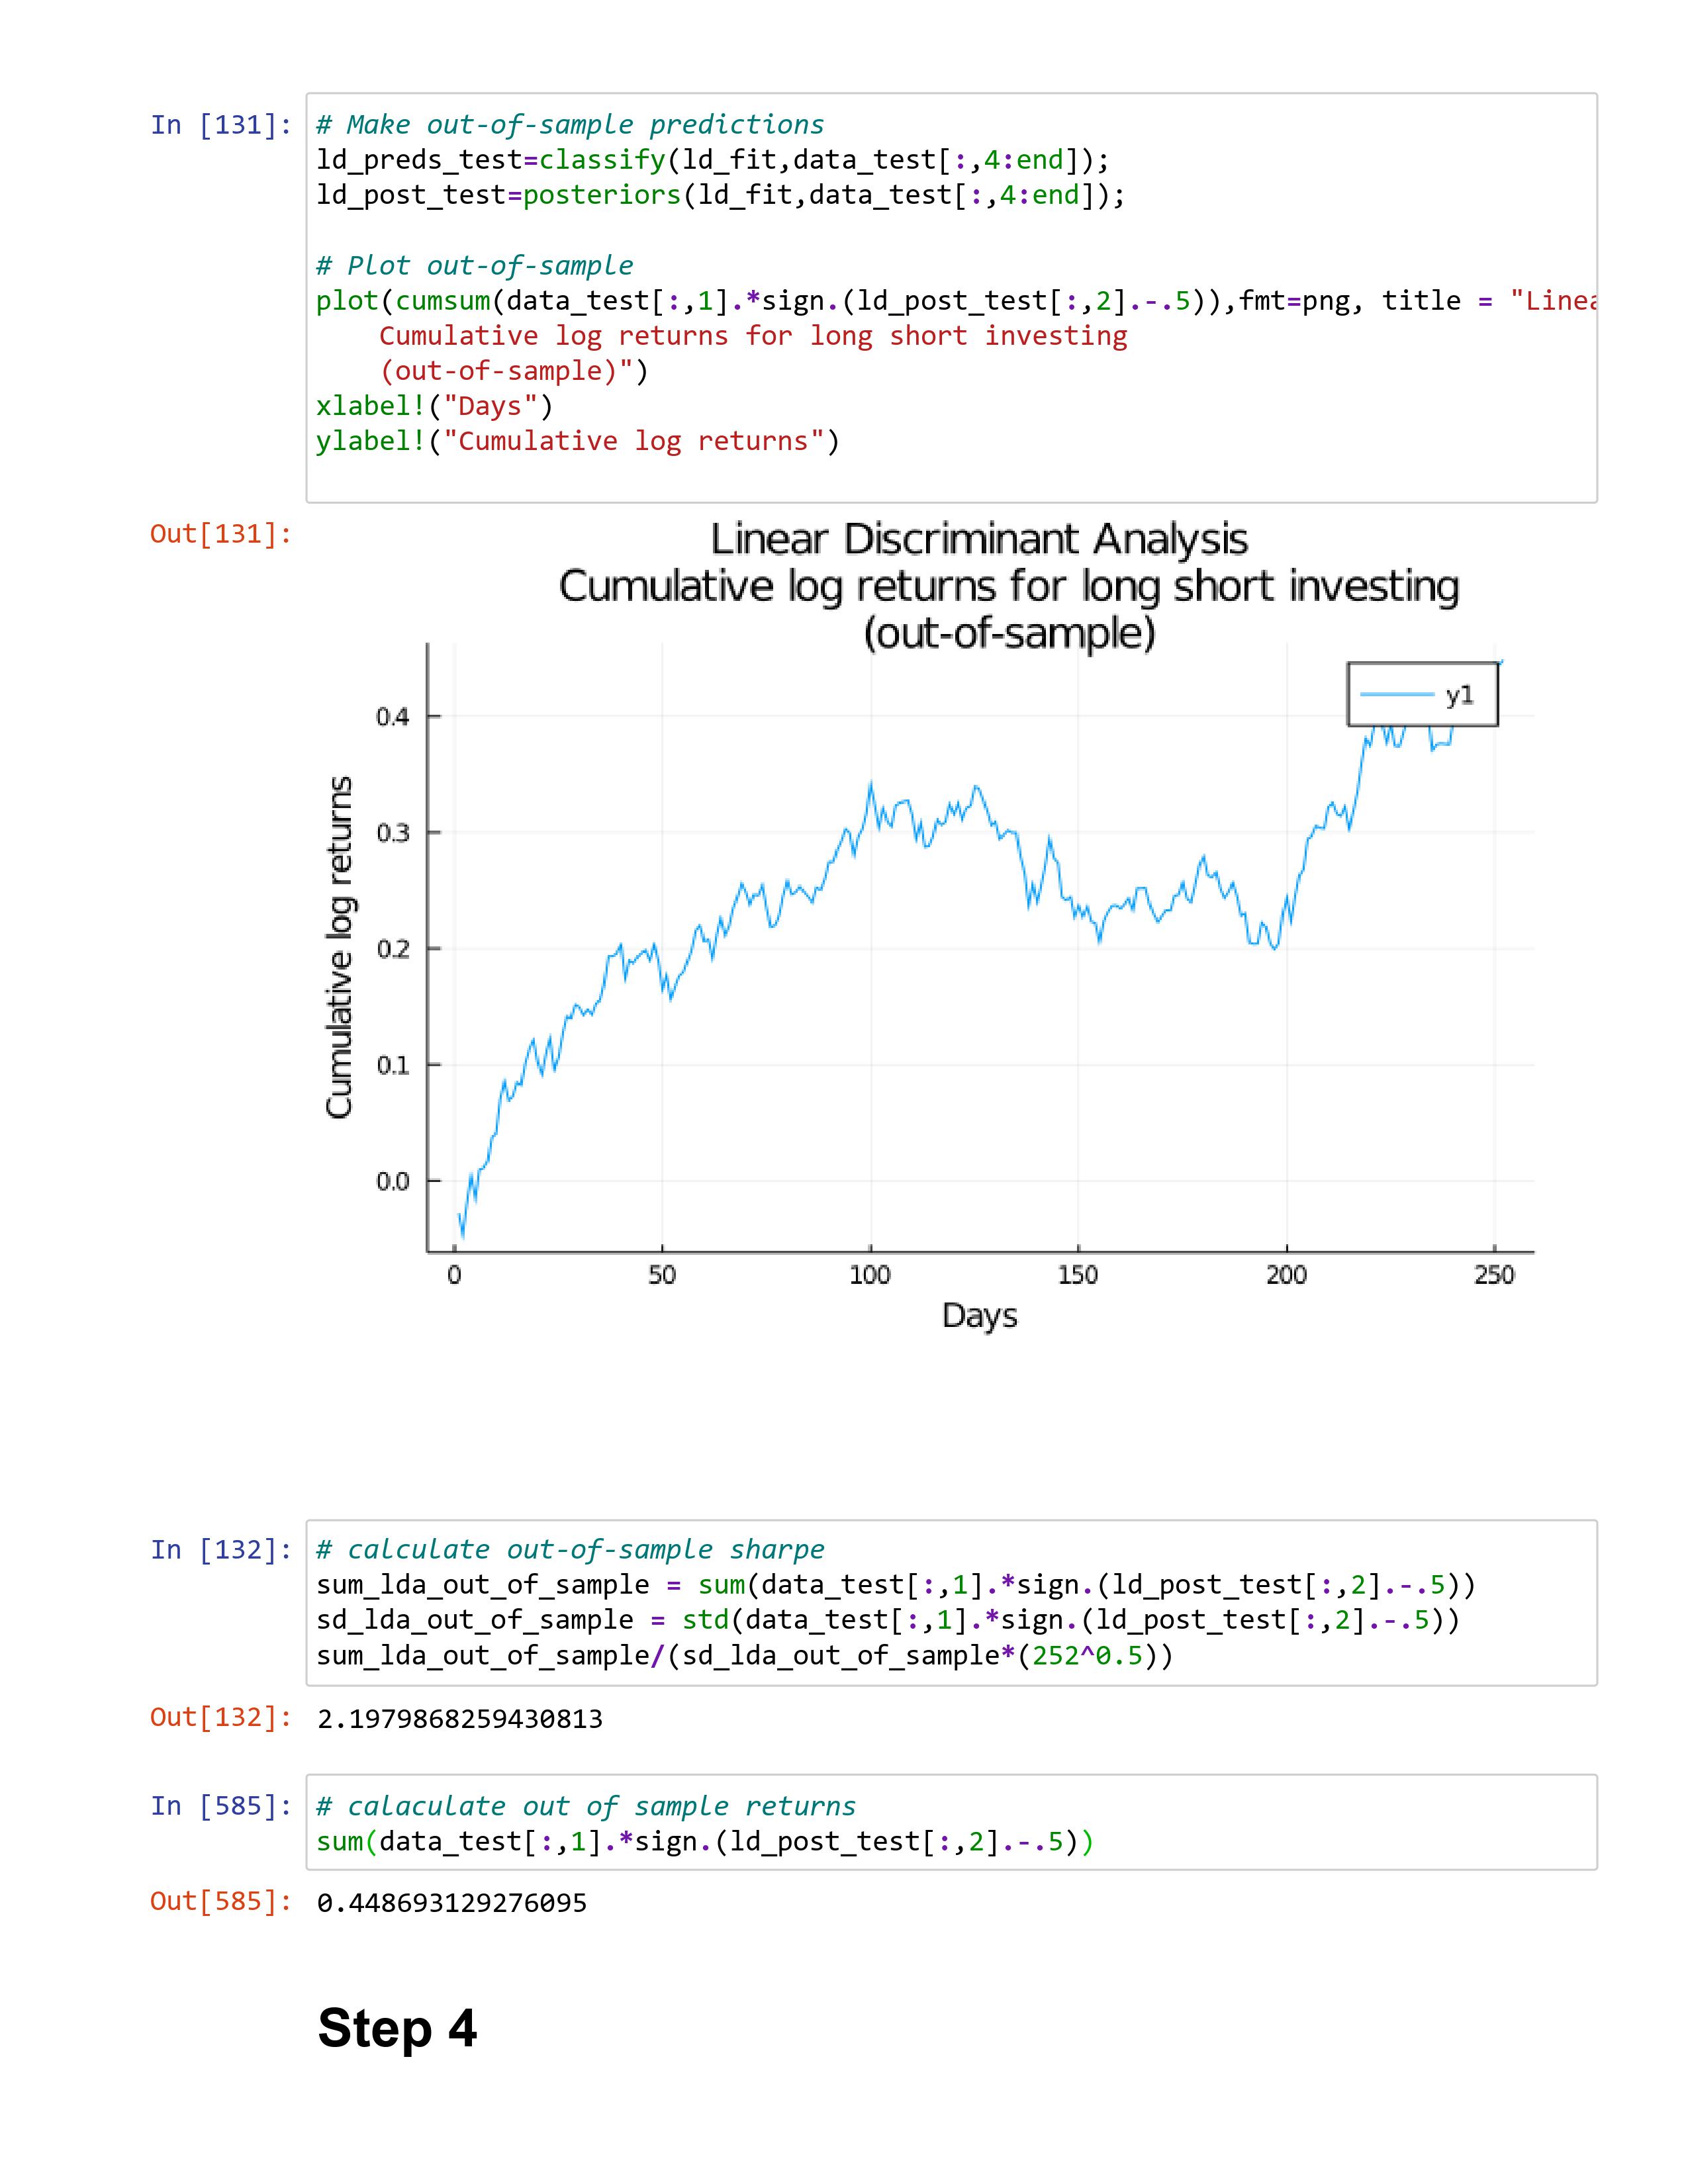 In [131]:
# Make out-of-sample predictions
ld_preds_test=classify(ld_fit,data_test[:,4:end]);
ld_post_test=posteriors(ld_fit,data_test[:,4:end]);
# Plot out-of-sample
plot(cumsum(data_test[:,1].*sign.(ld_post_test[:,2].-.5)),fmt=png, title = "Linea
Cumulative log returns for long short investing
(out-of-sample)")
xlabel!("Days")
ylabel!("Cumulative log returns")
Out[131]:
Linear Discriminant Analysis
Cumulative log returns for long short investing
(out-of-sample)
y1
Cumulative log returns
0.4
0.3
0.2
0.1
0.0
0 50 100 150 200 250
Days
In [132]:
# calculate out-of-sample sharpe
sum_lda_out_of_sample = sum(data_test[:,1].*sign.(ld_post_test[:,2].-.5))
sd_lda_out_of_sample = std(data_test[:,1].*sign.(ld_post_test[:,2].-.5))
sum_lda_out_of_sample/(sd_lda_out_of_sample*(252^0.5))
Out[132]: 2.1979868259430813
In [585]:
# calaculate out of sample returns
sum(data_test[:,1].*sign.(ld_post_test[:,2].-.5))
Out[585]: 0.448693129276095
Step 4